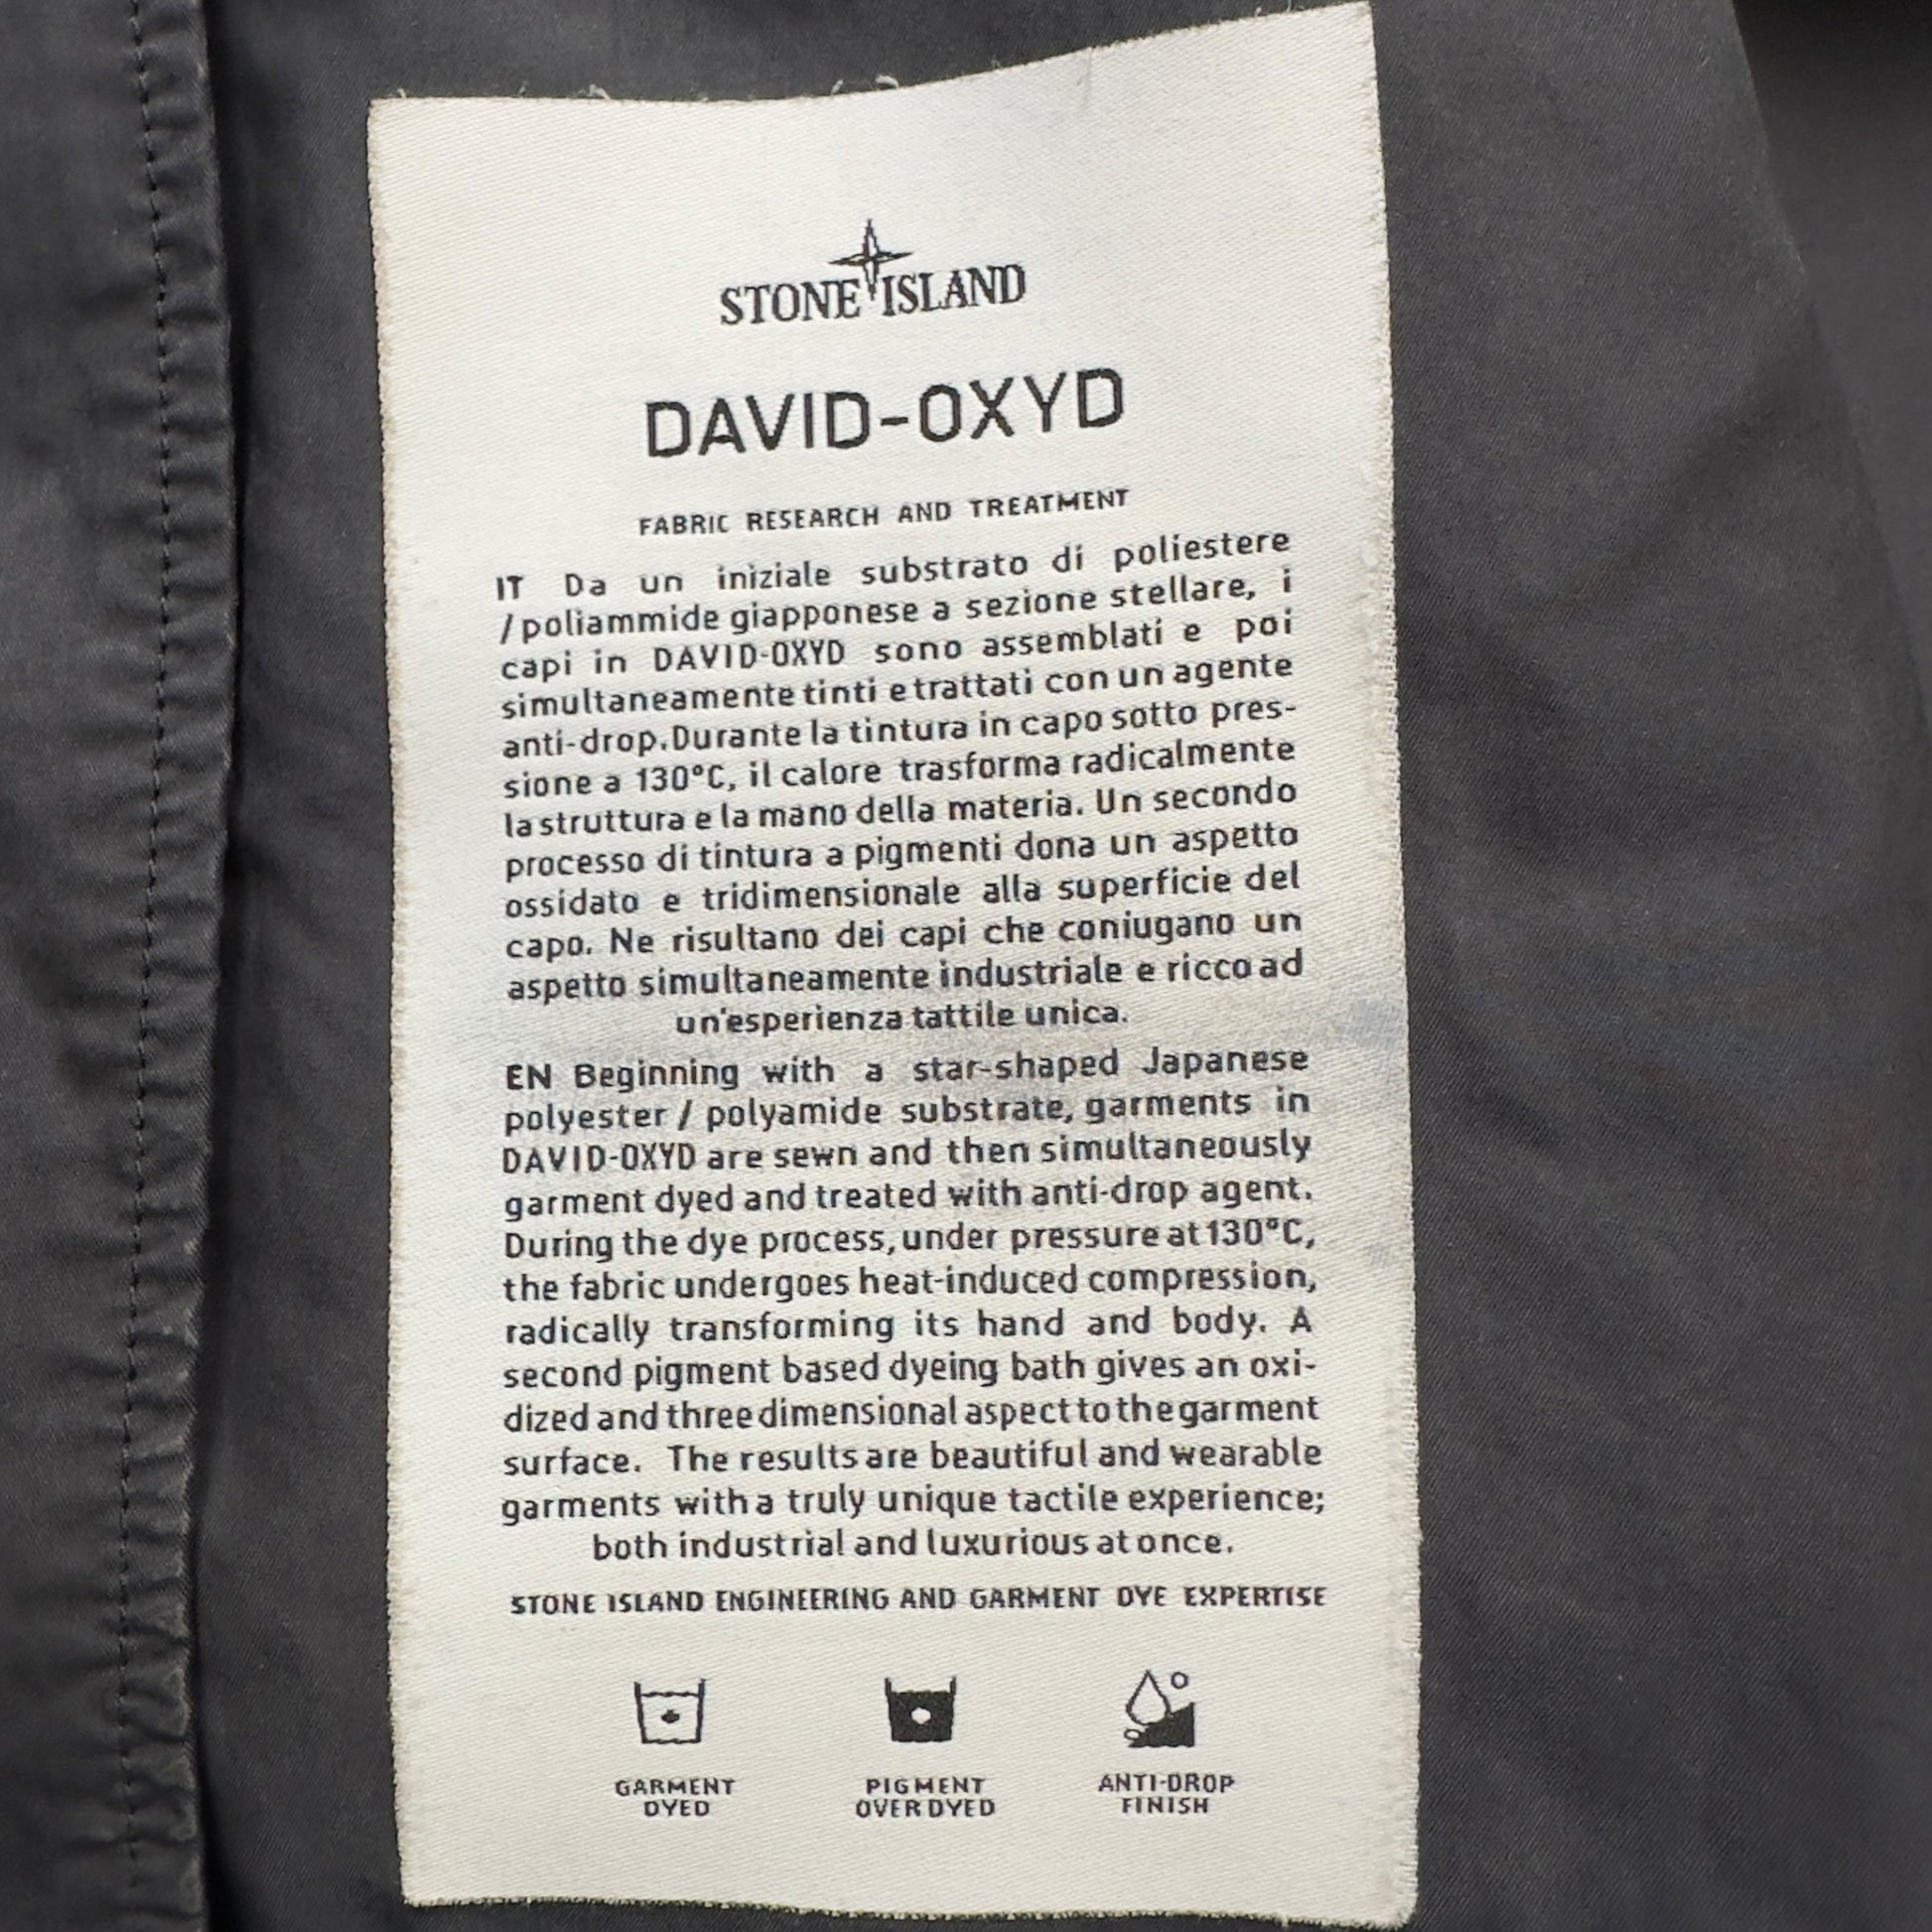 STONE ISLAND
DAVID-OXYD
FABRIC RESEARCH AND TREATMENT
IT Da un iniziale substrato di poliestere
/poliammide giapponese a sezione stellare, i
capi in DAVID-OXYD sono assemblati e poi
simultaneamente tinti e trattati con un agente
anti-drop.Durante la tintura in capo sotto pres-
sione a 130°C, il calore trasforma radicalmente
la struttura e la mano della materia. Un secondo
processo di tintura a pigmenti dona un aspetto
ossidato e tridimensionale alla superficie del
capo. Ne risultano dei capi che coniugano un
aspetto simultaneamente industriale e ricco ad
un'esperienza tattile unica.
EN Beginning with a star-shaped Japanese
polyester / polyamide substrate, garments in
DAVID-OXYD are sewn and then simultaneously
garment dyed and treated with anti-drop agent.
During the dye process, under pressure at 130°C,
the fabric undergoes heat-induced compression,
radically transforming its hand and body. A
second pigment based dyeing bath gives an oxi-
dized and three dimensional aspect to the garment
surface. The results are beautiful and wearable
garments with a truly unique tactile experience;
both industrial and luxurious at once.
STONE ISLAND ENGINEERING AND GARMENT DYE EXPERTISE
GARMENT PIGMENT ANTI-DROP
DYED OVERDYED FINISH